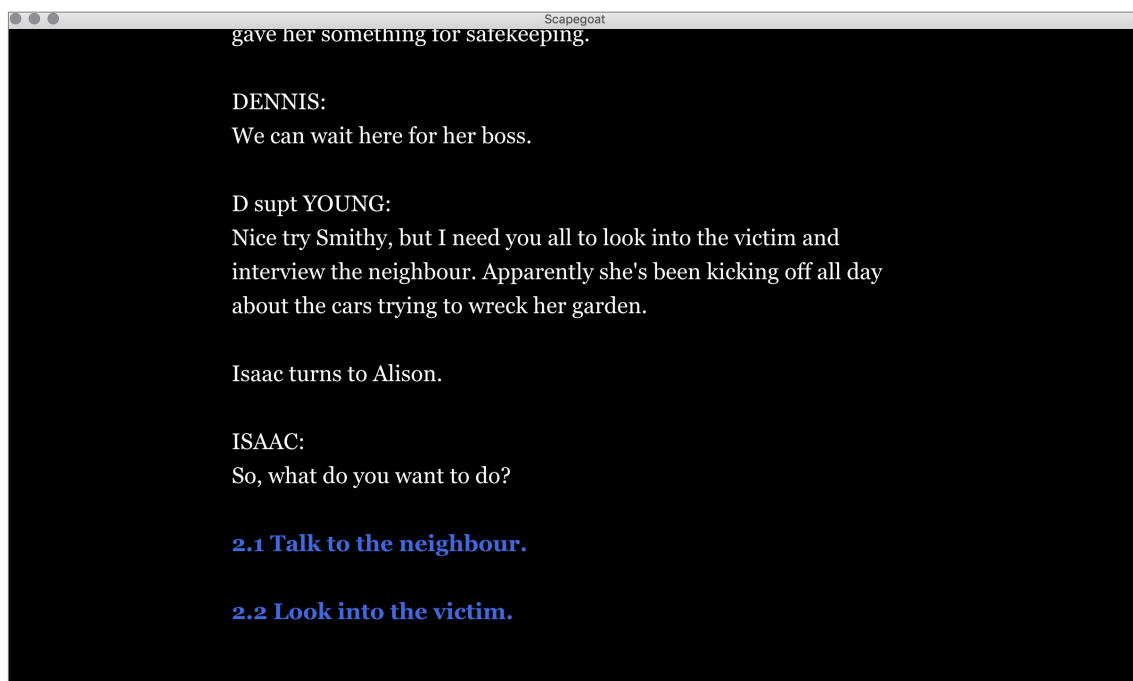 Scapegoat
gave her something for safekeeping.
DENNIS:
We can wait here for her boss.
D supt YOUNG:
Nice try Smithy, but I need you all to look into the victim and
interview the neighbour. Apparently she's been kicking off all day
about the cars trying to wreck her garden.
Isaac turns to Alison.
ISAAC:
So, what do you want to do?
2.1 Talk to the neighbour.
2.2 Look into the victim.